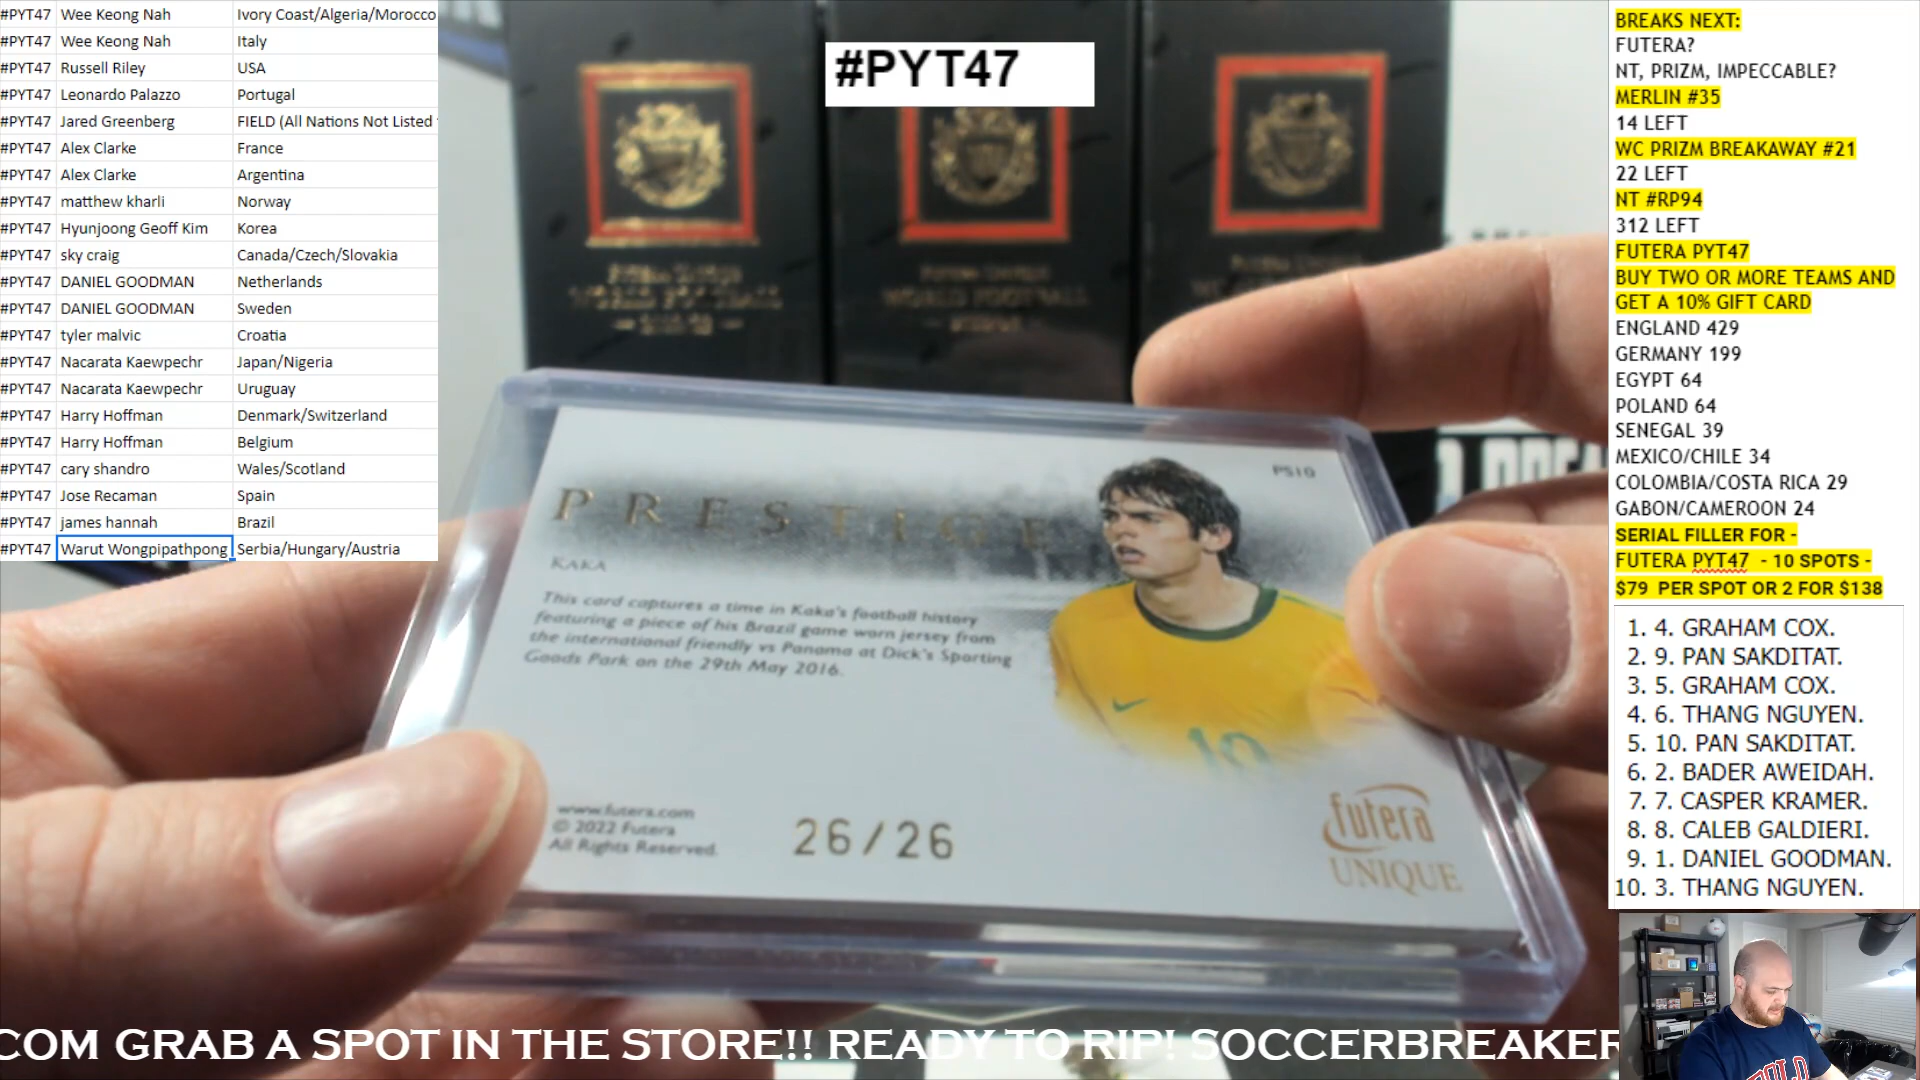 #PYT47 Wee Keong Nah Ivory Coast/Algeria/Morocco
#PYT47 Wee Keong Nah Italy
#PYT47 Russell Riley USA
#PYT47 Leonardo Palazzo Portugal
#PYT47 Jared Greenberg FIELD (All Nations Not Listed
#PYT47 Alex Clarke France
#PYT47 Alex Clarke Argentina
#PYT47 matthew kharli Norway
#PYT47 Hyunjoong Geoff Kim Korea
#PYT47 sky craig Canada/Czech/Slovakia
#PYT47 DANIEL GOODMAN Netherlands
#PYT47 DANIEL GOODMAN Sweden
#PYT47 tyler malvic Croatia
#PYT47 Nacarata Kaewpechr Japan/Nigeria
#PYT47 Nacarata Kaewpechr Uruguay
#PYT47 Harry Hoffman Denmark/Switzerland
#PYT47 Harry Hoffman Belgium
#PYT47 cary shandro Wales/Scotland
#PYT47 Jose Recaman Spain
#PYT47 james hannah Brazil
#PYT47 Warut Wongpipathpong Serbia/Hungary/Austria
#PYT47
WORLD FOOTBALL
PS10
PRESTIGE
KAKA
This card captures a time in Kaka's football history
featuring a piece of his Brazil game worn jersey from
the international friendly vs Panama at Dick's Sporting
Goods Park on the 29th May 2016.
10
www.futera.com
© 2022 Futera
All Rights Reserved.
26/26
futera
UNIQUE
BREAKS NEXT:
FUTERA?
NT, PRIZM, IMPECCABLE?
MERLIN #35
14 LEFT
WC PRIZM BREAKAWAY #21
22 LEFT
NT #RP94
312 LEFT
FUTERA PYT47
BUY TWO OR MORE TEAMS AND
GET A 10% GIFT CARD
ENGLAND 429
GERMANY 199
EGYPT 64
POLAND 64
SENEGAL 39
MEXICO/CHILE 34
COLOMBIA/COSTA RICA 29
GABON/CAMEROON 24
SERIAL FILLER FOR -
FUTERA PYT47 - 10 SPOTS -
$79 PER SPOT OR 2 FOR $138
1. 4. GRAHAM COX.
2. 9. PAN SAKDITAT.
3. 5. GRAHAM COX.
4. 6. THANG NGUYEN.
5. 10. PAN SAKDITAT.
6. 2. BADER AWEIDAH.
7. 7. CASPER KRAMER.
8. 8. CALEB GALDIERI.
9. 1. DANIEL GOODMAN.
10. 3. THANG NGUYEN.
COM GRAB A SPOT IN THE STORE!! READY TO RIP! SOCCERBREAKER